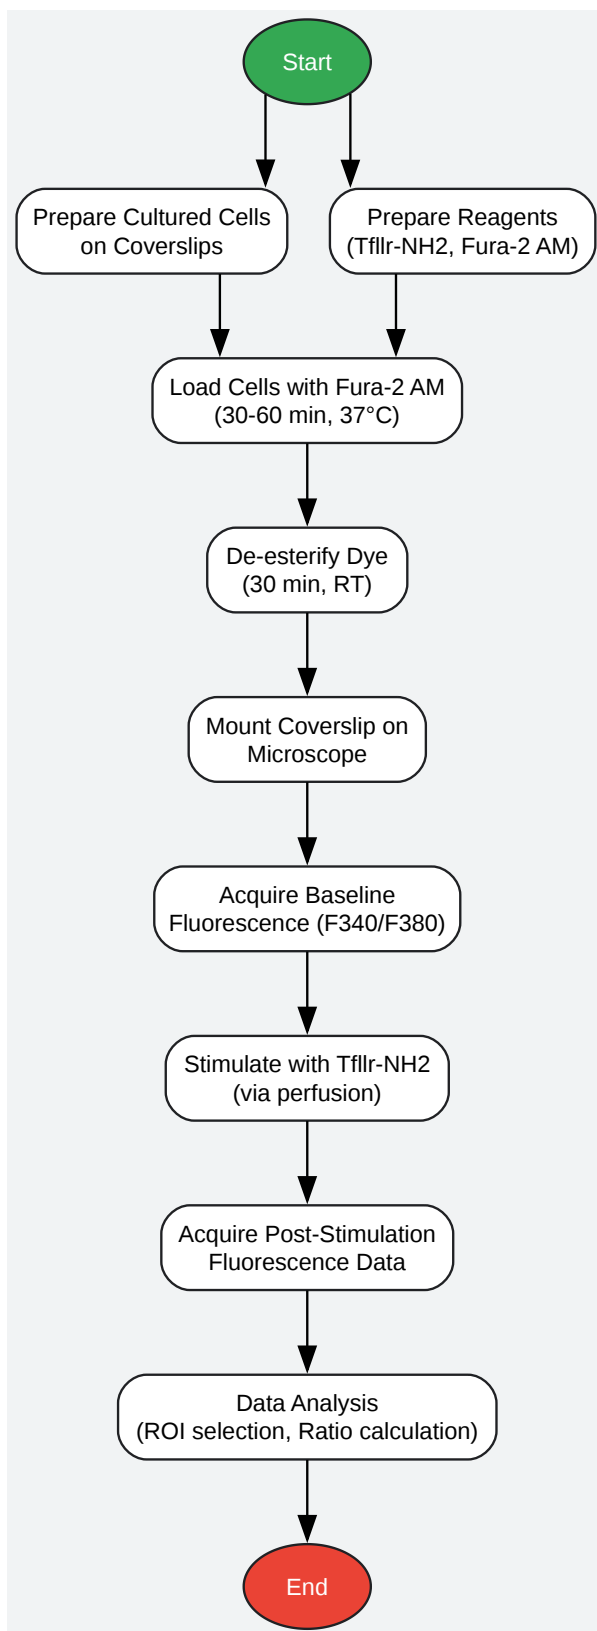 Start
Prepare Cultured Cells
on Coverslips
Prepare Reagents
(Tfllr-NH2, Fura-2 AM)
Load Cells with Fura-2 AM
(30-60 min, 37°C)
De-esterify Dye
(30 min, RT)
Mount Coverslip on
Microscope
Acquire Baseline
Fluorescence (F340/F380)
Stimulate with Tfllr-NH2
(via perfusion)
Acquire Post-Stimulation
Fluorescence Data
Data Analysis
(ROI selection, Ratio calculation)
End